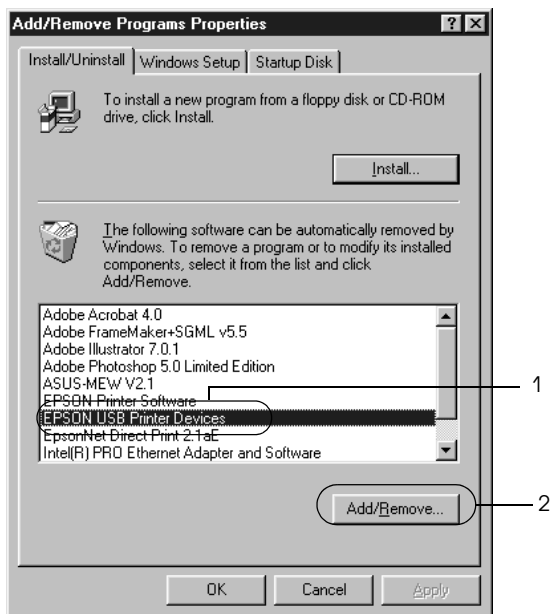 Add/Remove Programs Properties
Install/Uninstall
Windows Setup
Startup Disk
To install a new program from a floppy disk or CD-ROM
drive, click Install.
Install...
The following software can be automatically removed by
Windows. To remove a program or to modify its installed
components, select it from the list and click
Add/Remove.
Adobe Acrobat 4.0
Adobe FrameMaker+SGML v5.5
Adobe Illustrator 7.0.1
Adobe Photoshop 5.0 Limited Edition
ASUS-MEW V2.1
EPSON Printer Software
EPSON USB Printer Devices
EpsonNet Direct Print 2.1aE
Intel(R) PRO Ethernet Adapter and Software
1
Add/Remove...
2
OK
Cancel
Apply